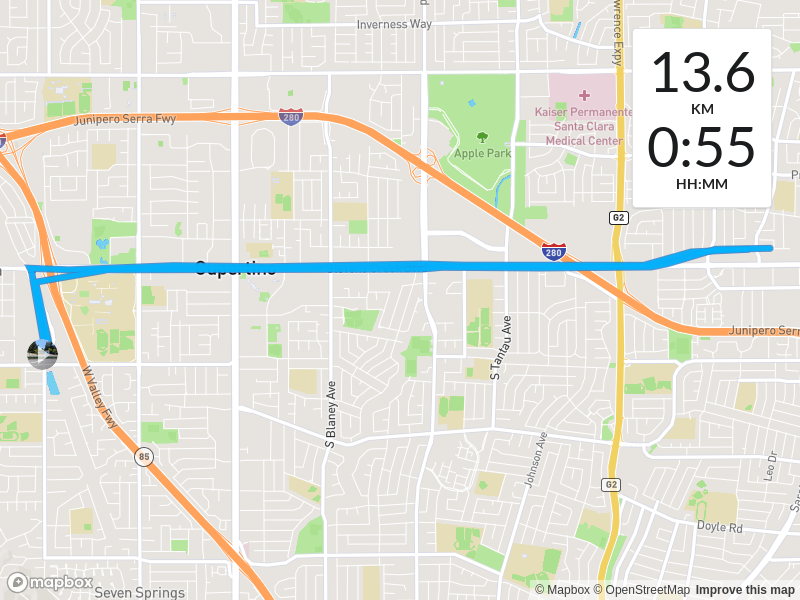 Inverness Way
Lawrence Expy
13.6
KM
0:55
HH:MM
Junipero Serra Fwy
280
Kaiser Permanente
Santa Clara
Medical Center
Apple Park
G2
280
Cupertino
Junipero Serra
W Valley Fwy
S Blaney Ave
S Tantau Ave
85
Johnson Ave
G2
Leo Dr
Doyle Rd
Seven Springs
mapbox
© Mapbox © OpenStreetMap Improve this map